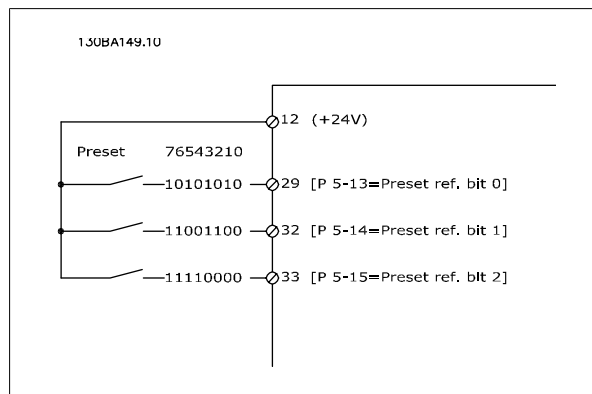 130BA149.10
12 (+24V)
Preset 76543210
10101010 29 [P 5-13=Preset ref. bit 0]
11001100 32 [P 5-14=Preset ref. bit 1]
11110000 33 [P 5-15=Preset ref. bit 2]